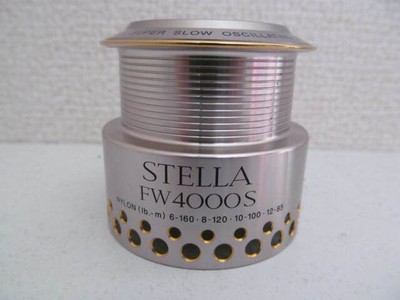 SUPER SLOW OSCILLATION
STELLA
FW4000S
NYLON (lb.-m) 6-160 · 8-120 · 10-100 · 12-85